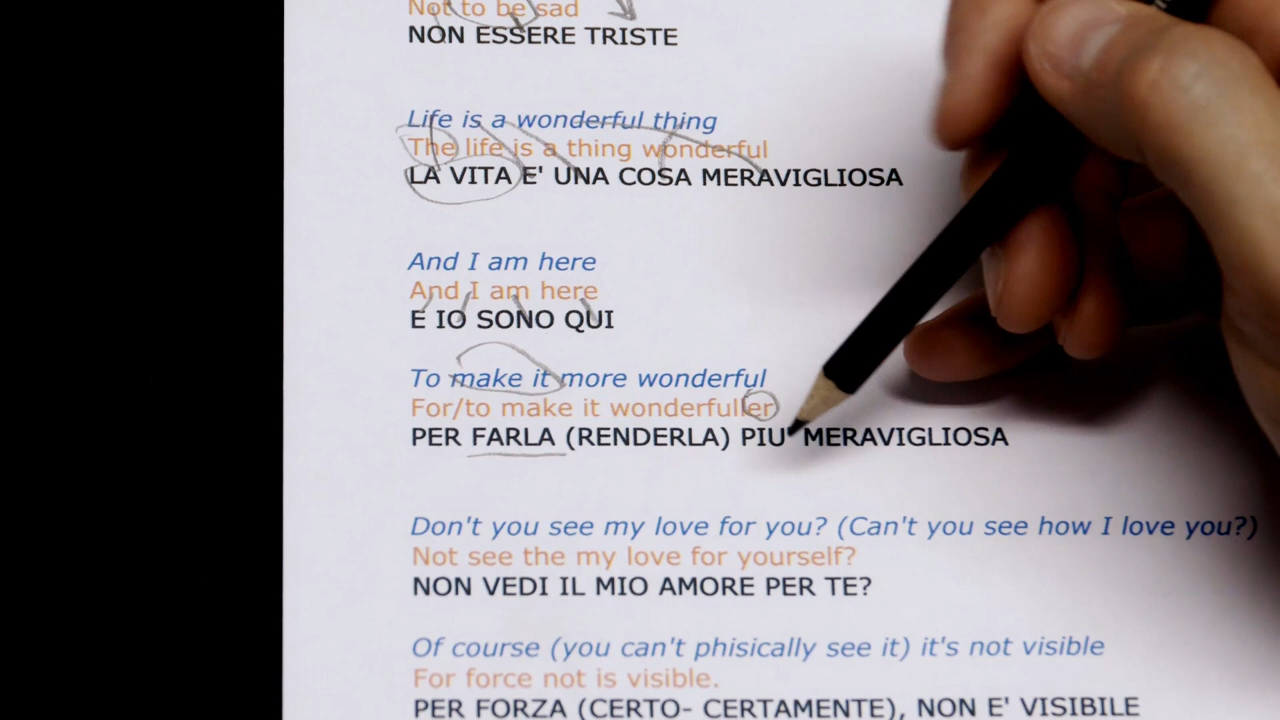 Not to be sad
NON ESSERE TRISTE
Life is a wonderful thing
The life is a thing wonderful
LA VITA E' UNA COSA MERAVIGLIOSA
And I am here
And I am here
E IO SONO QUI
To make it more wonderful
For/to make it wonderfuller
PER FARLA (RENDERLA) PIU' MERAVIGLIOSA
Don't you see my love for you? (Can't you see how I love you?)
Not see the my love for yourself?
NON VEDI IL MIO AMORE PER TE?
Of course (you can't phisically see it) it's not visible
For force not is visible.
PER FORZA (CERTO- CERTAMENTE), NON E' VISIBILE